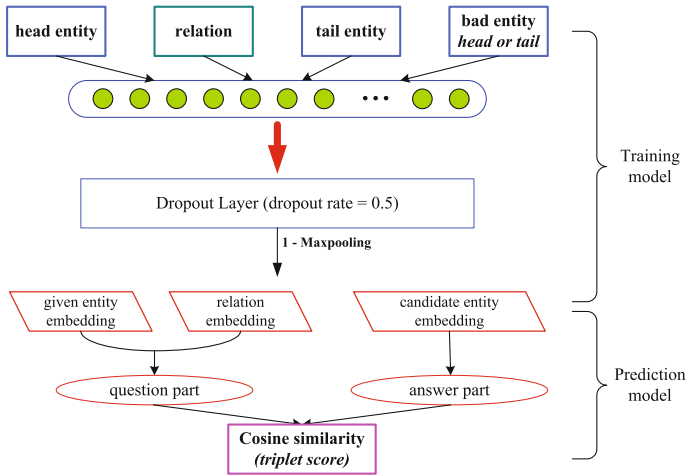 head entity
relation
tail entity
bad entity
head or tail
• • •
Dropout Layer (dropout rate = 0.5)
1 - Maxpooling
Training
model
given entity
embedding
relation
embedding
candidate entity
embedding
question part
answer part
Prediction
model
Cosine similarity
(triplet score)